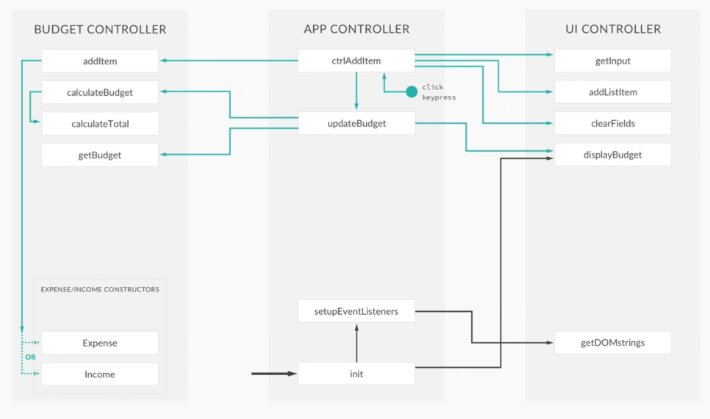 BUDGET CONTROLLER
addItem
calculateBudget
calculateTotal
getBudget
EXPENSE/INCOME CONSTRUCTORS
Expense
OR
Income
APP CONTROLLER
ctrlAddItem
click
keypress
updateBudget
setupEventListeners
init
UI CONTROLLER
getInput
addListItem
clearFields
displayBudget
getDOMstrings